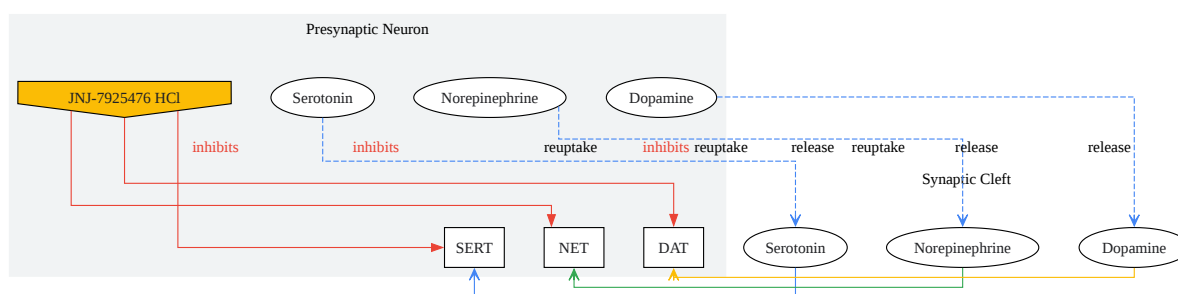 Presynaptic Neuron
JNJ-7925476 HCl
Serotonin
Norepinephrine
Dopamine
inhibits
inhibits
reuptake
inhibits
reuptake
release
reuptake
release
release
Synaptic Cleft
SERT
NET
DAT
Serotonin
Norepinephrine
Dopamine